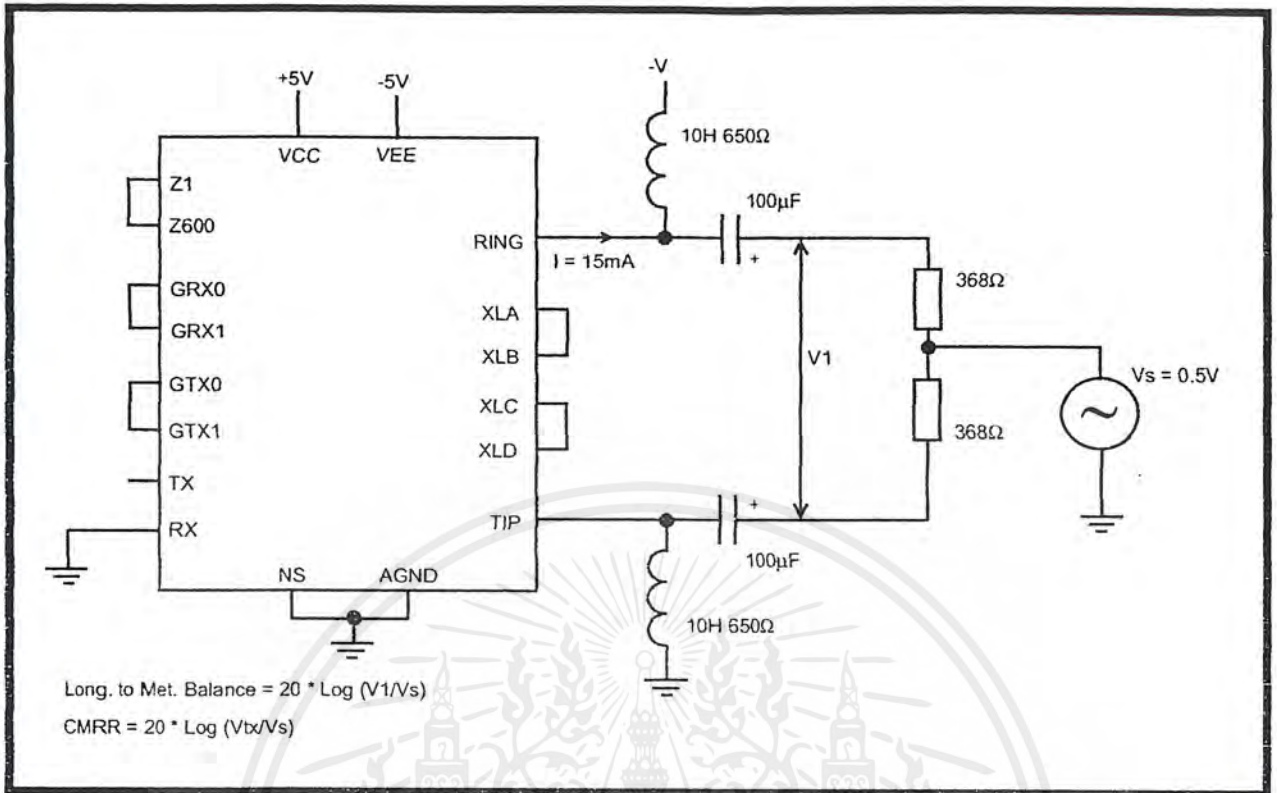 +5V
-5V
VCC
VEE
Z1
Z600
GRX0
GRX1
GTX0
GTX1
TX
RX
NS
AGND
RING
XLA
XLB
XLC
XLD
TIP
I = 15mA
-V
10H 650Ω
100µF
+
368Ω
V1
368Ω
Vs = 0.5V
+
100µF
10H 650Ω
Long. to Met. Balance = 20 * Log (V1/Vs)
CMRR = 20 * Log (Vtx/Vs)